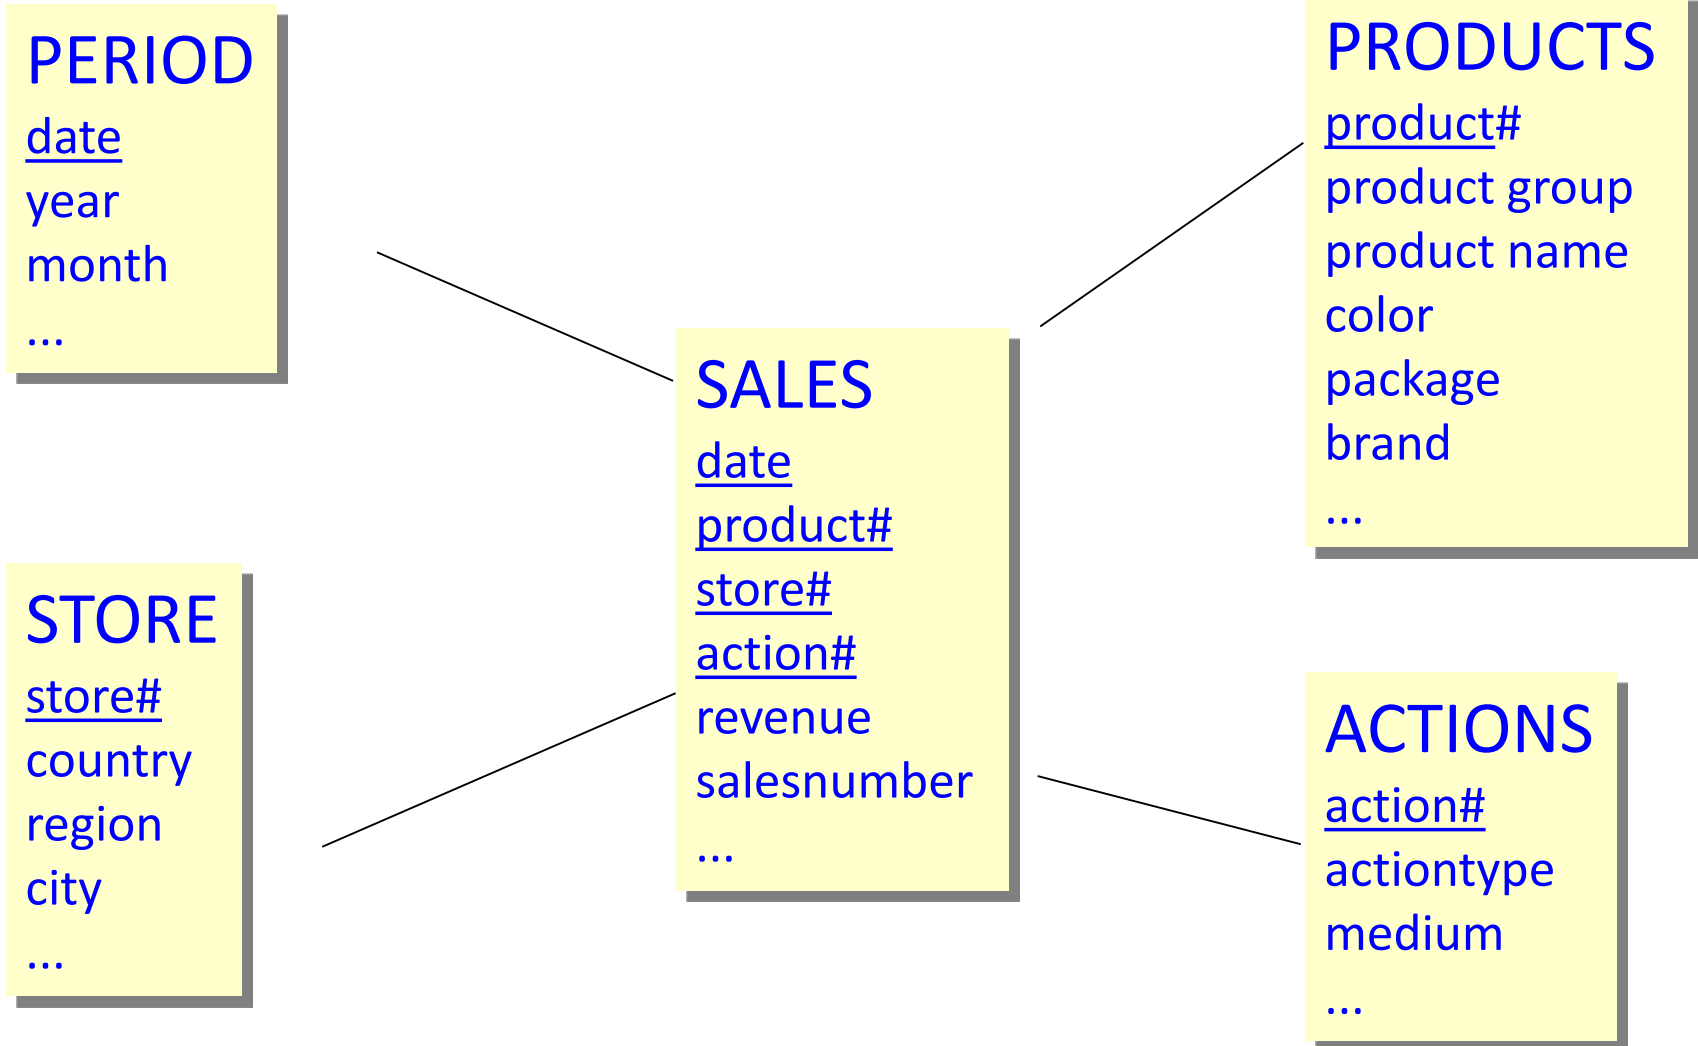 PERIOD
date
year
month
...
PRODUCTS
product#
product group
product name
color
package
brand
...
SALES
date
product#
store#
action#
revenue
salesnumber
...
STORE
store#
country
region
city
...
ACTIONS
action#
actiontype
medium
...